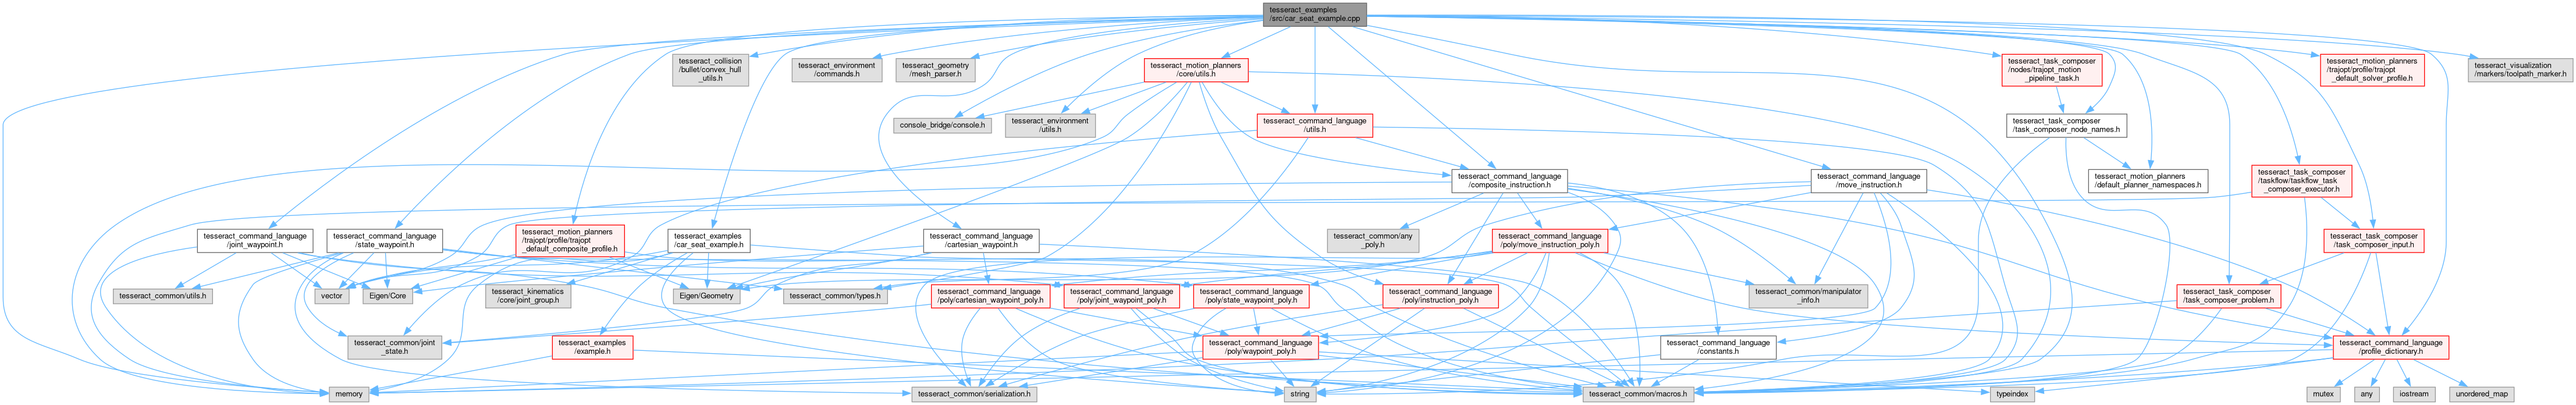 tesseract_examples
/src/car_seat_example.cpp
tesseract_collision
/bullet/convex_hull
_utils.h
tesseract_environment
/commands.h
tesseract_geometry
/mesh_parser.h
tesseract_motion_planners
/core/utils.h
tesseract_task_composer
/nodes/trajopt_motion
_pipeline_task.h
tesseract_motion_planners
/trajopt/profile/trajopt
_default_solver_profile.h
tesseract_visualization
/markers/toolpath_marker.h
console_bridge/console.h
tesseract_environment
/utils.h
tesseract_command_language
/utils.h
tesseract_task_composer
/task_composer_node_names.h
tesseract_command_language
/composite_instruction.h
tesseract_command_language
/move_instruction.h
tesseract_motion_planners
/default_planner_namespaces.h
tesseract_task_composer
/taskflow/taskflow_task
_composer_executor.h
tesseract_command_language
/joint_waypoint.h
tesseract_command_language
/state_waypoint.h
tesseract_motion_planners
/trajopt/profile/trajopt
_default_composite_profile.h
tesseract_examples
/car_seat_example.h
tesseract_command_language
/cartesian_waypoint.h
tesseract_common/any
_poly.h
tesseract_command_language
/poly/move_instruction_poly.h
tesseract_task_composer
/task_composer_input.h
tesseract_common/utils.h
vector
Eigen/Core
tesseract_kinematics
/core/joint_group.h
Eigen/Geometry
tesseract_common/types.h
tesseract_command_language
/poly/cartesian_waypoint_poly.h
tesseract_command_language
/poly/joint_waypoint_poly.h
tesseract_command_language
/poly/state_waypoint_poly.h
tesseract_command_language
/poly/instruction_poly.h
tesseract_common/manipulator
_info.h
tesseract_task_composer
/task_composer_problem.h
tesseract_common/joint
_state.h
tesseract_examples
/example.h
tesseract_command_language
/poly/waypoint_poly.h
tesseract_command_language
/constants.h
tesseract_command_language
/profile_dictionary.h
memory
tesseract_common/serialization.h
string
tesseract_common/macros.h
typeindex
mutex
any
iostream
unordered_map